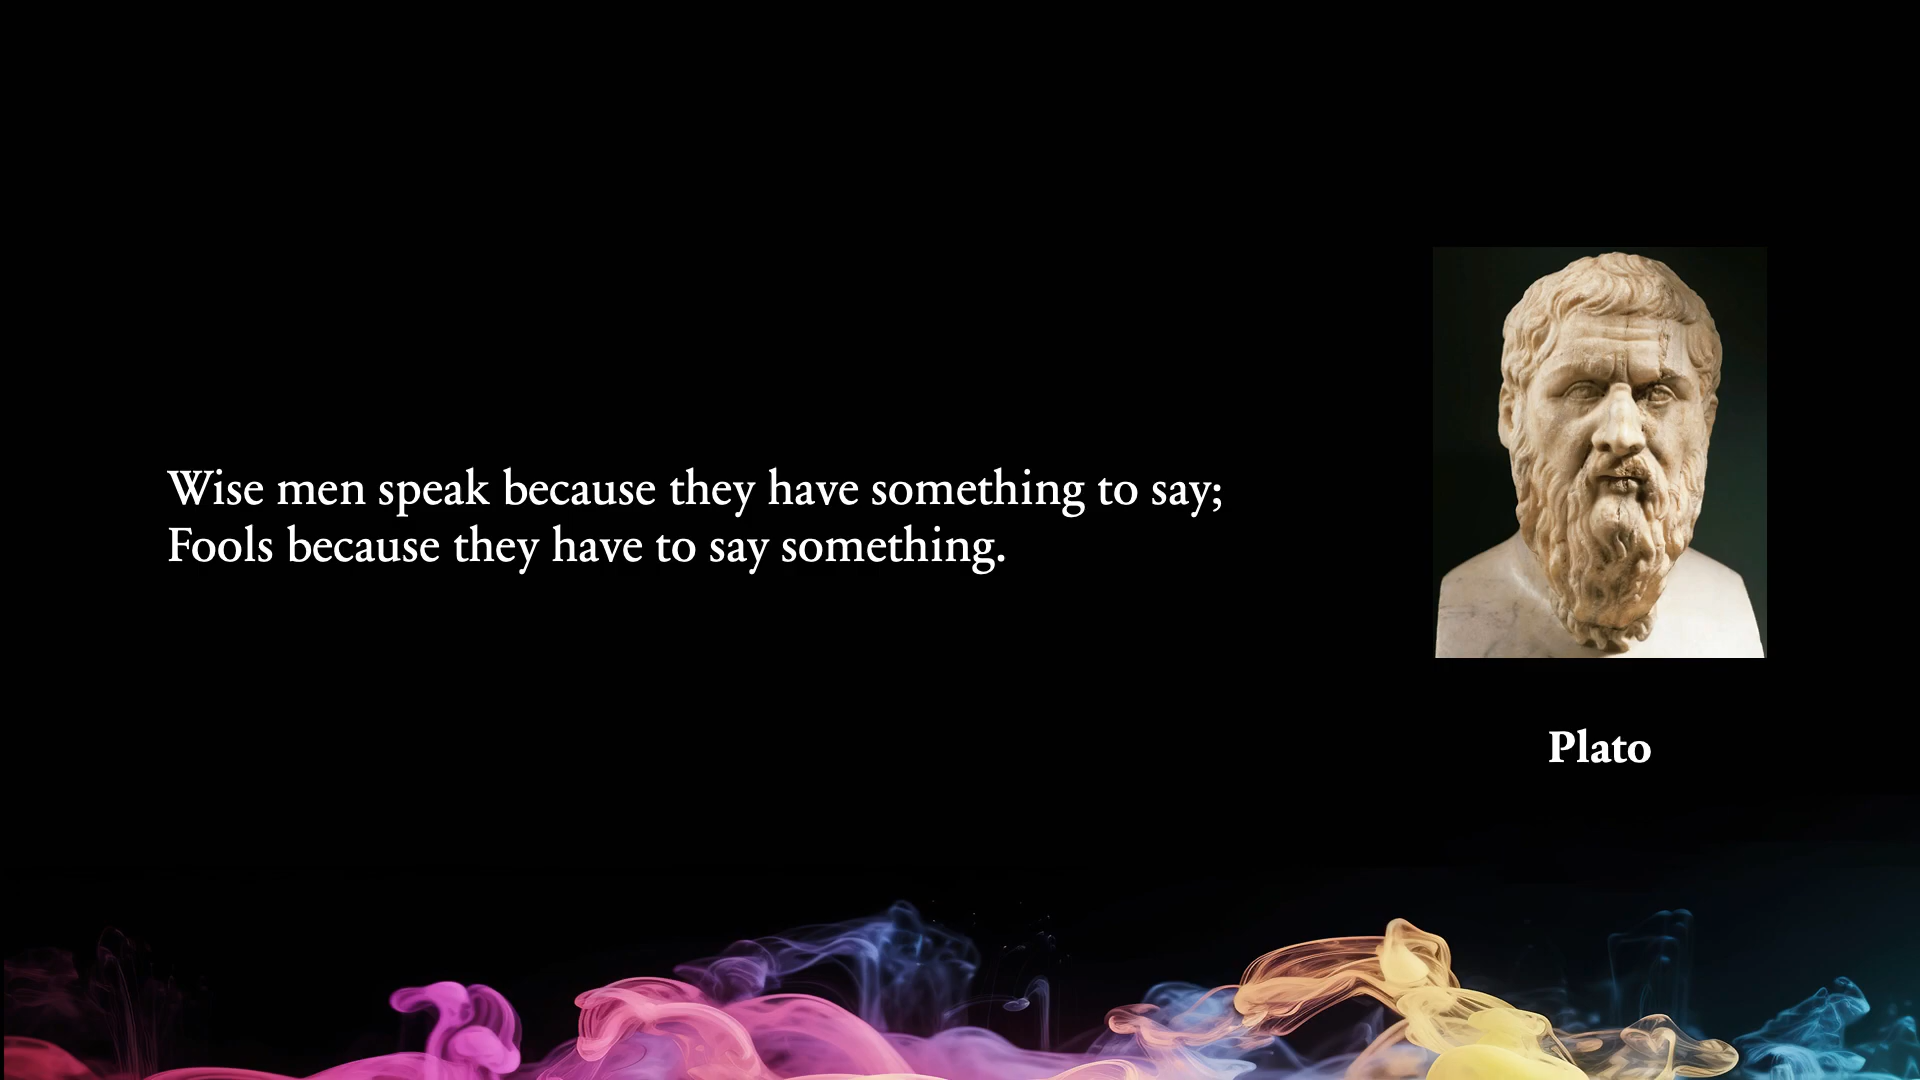 Wise men speak because they have something to say;
Fools because they have to say something.
Plato